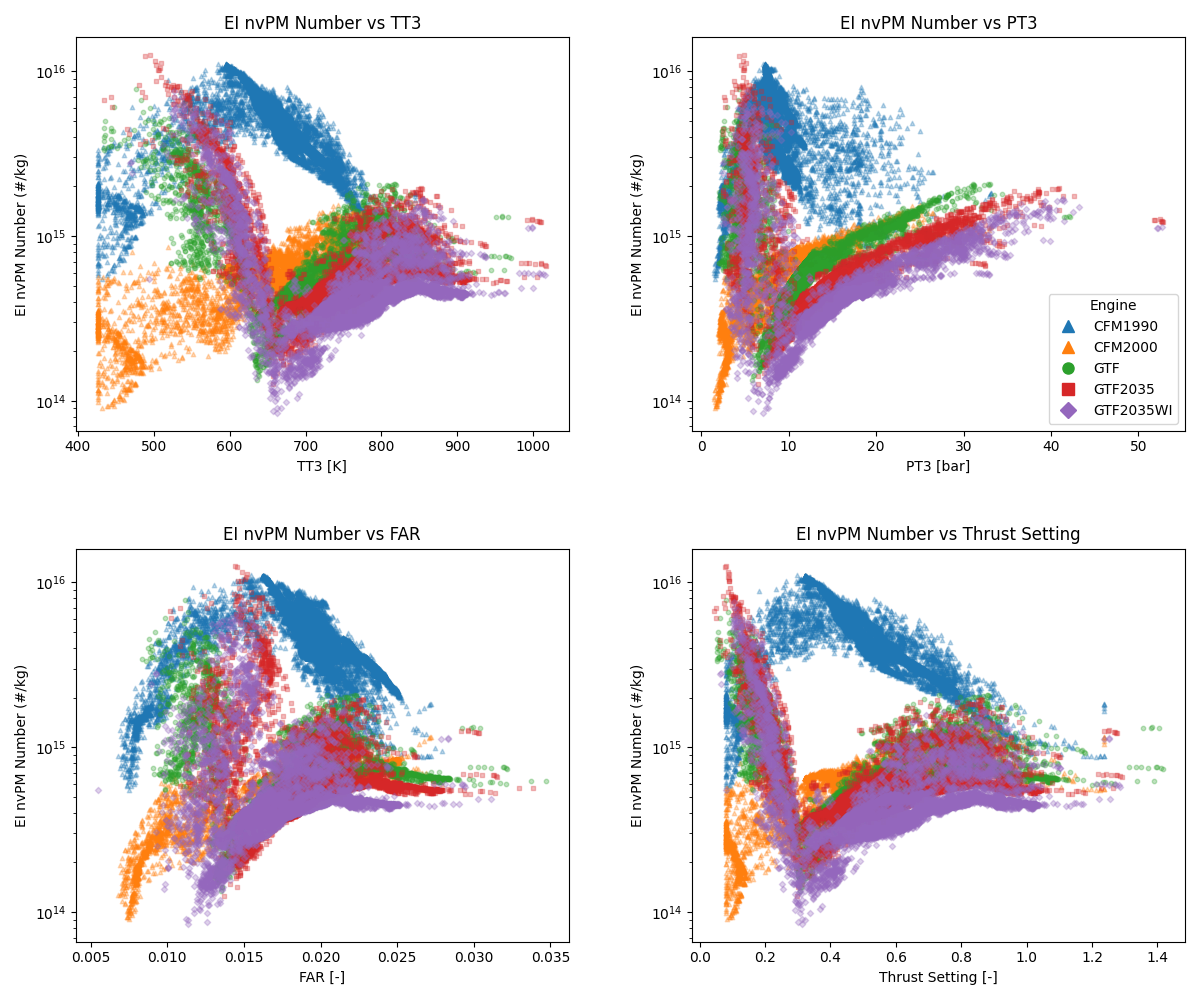 EI nvPM Number vs TT3
EI nvPM Number (#/kg)
10^16
10^15
10^14
400 500 600 700 800 900 1000
TT3 [K]
EI nvPM Number vs PT3
EI nvPM Number (#/kg)
10^16
10^15
10^14
0 10 20 30 40 50
PT3 [bar]
Engine
CFM1990
CFM2000
GTF
GTF2035
GTF2035WI
EI nvPM Number vs FAR
EI nvPM Number (#/kg)
10^16
10^15
10^14
0.005 0.010 0.015 0.020 0.025 0.030 0.035
FAR [-]
EI nvPM Number vs Thrust Setting
EI nvPM Number (#/kg)
10^16
10^15
10^14
0.0 0.2 0.4 0.6 0.8 1.0 1.2 1.4
Thrust Setting [-]